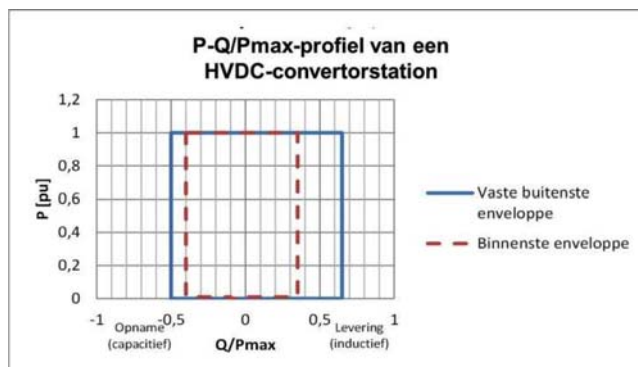 P-Q/Pmax-profiel van een
HVDC-convertorstation
1,2
1
0,8
0,6
0,4
0,2
0
P [pu]
-1
-0,5
0
0,5
1
Opname
(capacitief)
Levering
(inductief)
Q/Pmax
Vaste buitenste
enveloppe
Binnenste enveloppe